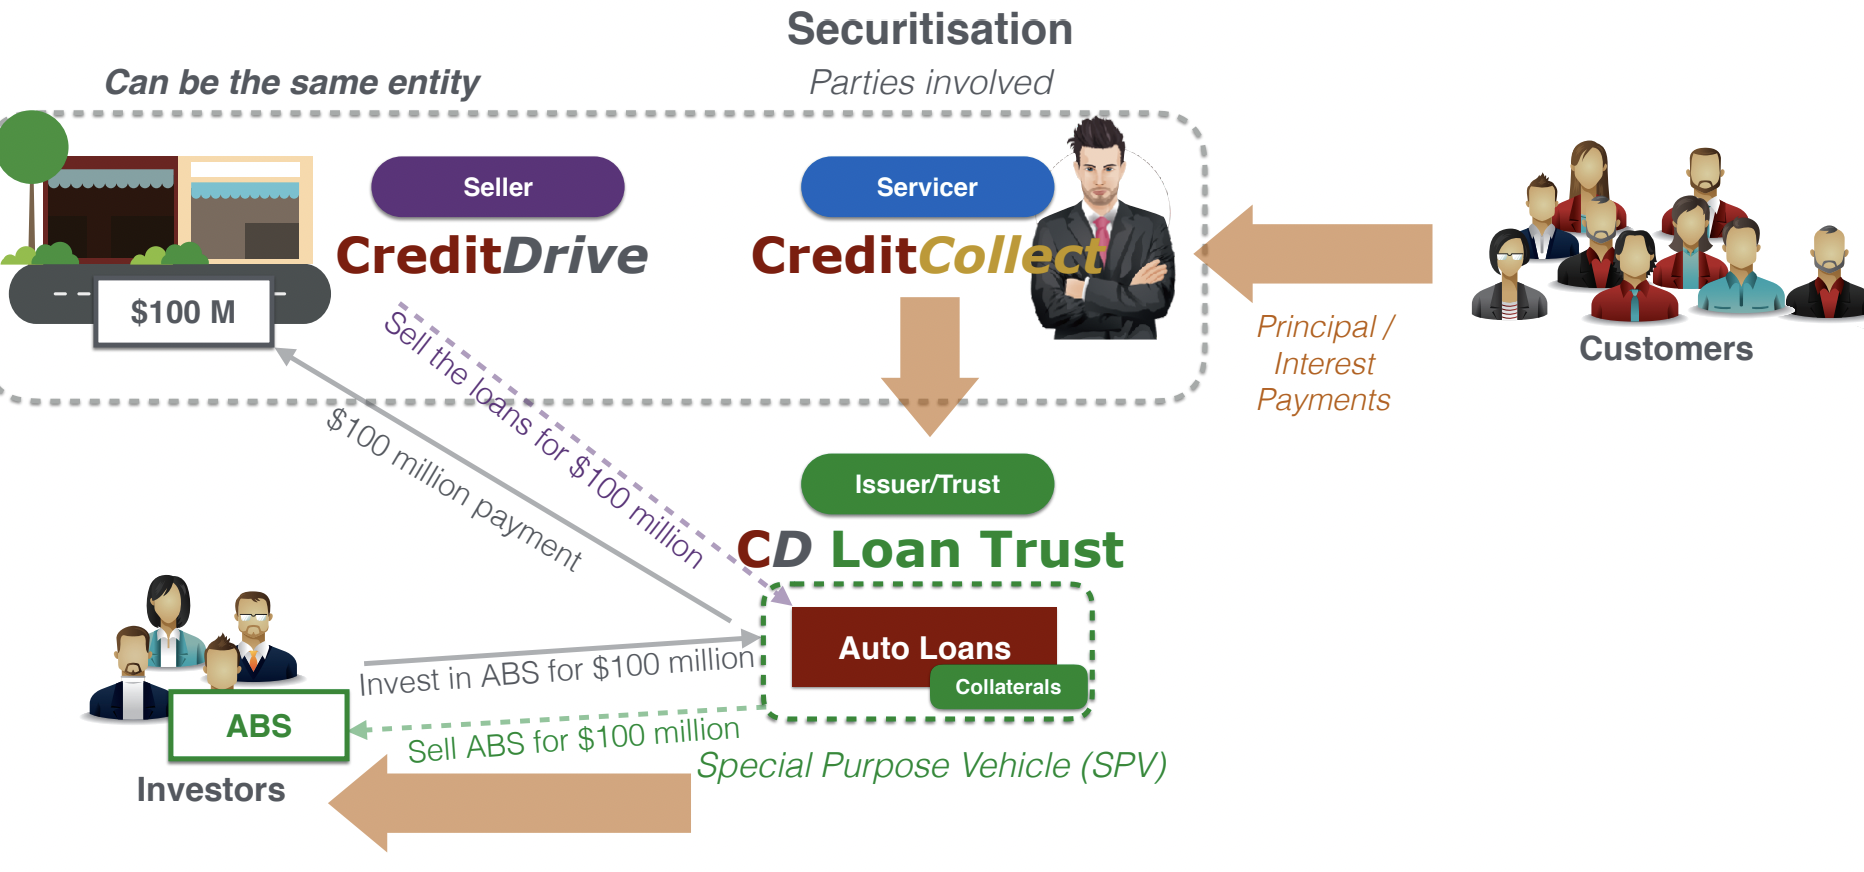 Securitisation
Parties involved
Can be the same entity
Seller
CreditDrive
Servicer
CreditCollect
$100 M
Principal /
Interest
Payments
Customers
Sell the loans for $100 million
$100 million payment
Issuer/Trust
CD Loan Trust
Auto Loans
Collaterals
Invest in ABS for $100 million
Sell ABS for $100 million
ABS
Investors
Special Purpose Vehicle (SPV)